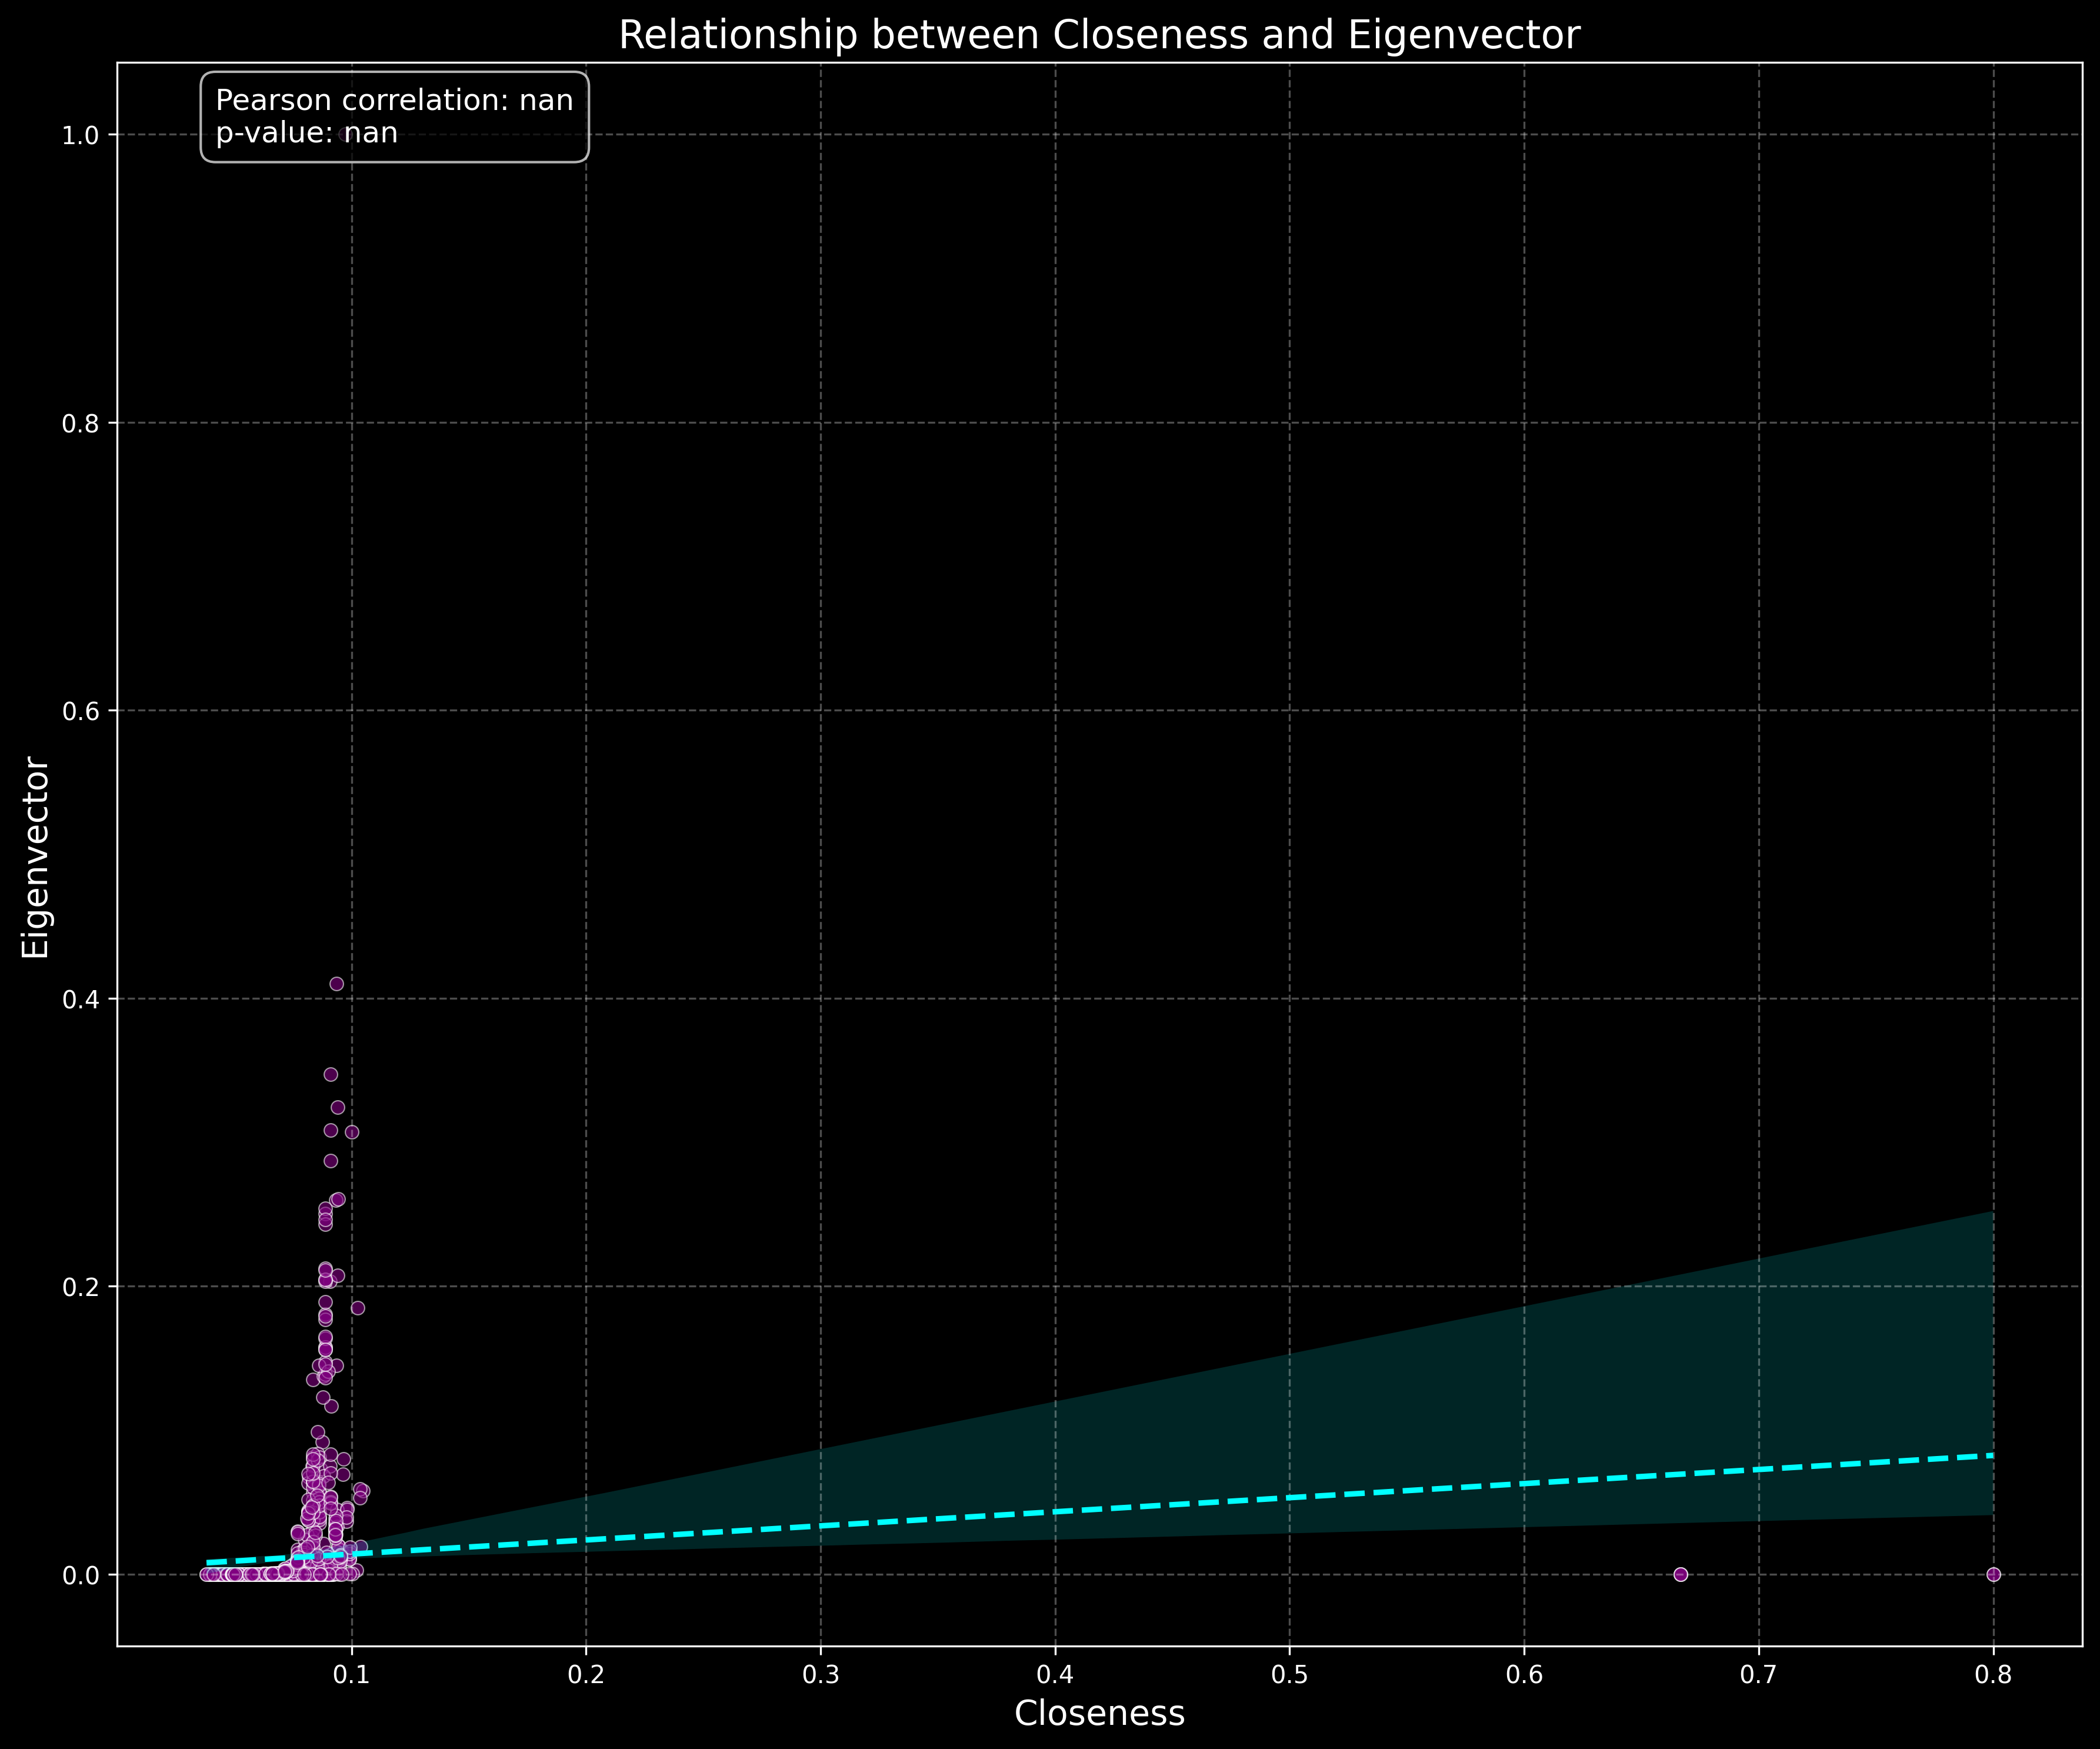 Relationship between Closeness and Eigenvector
Pearson correlation: nan
p-value: nan
1.0
0.8
0.6
0.4
0.2
0.0
Eigenvector
0.1
0.2
0.3
0.4
0.5
0.6
0.7
0.8
Closeness